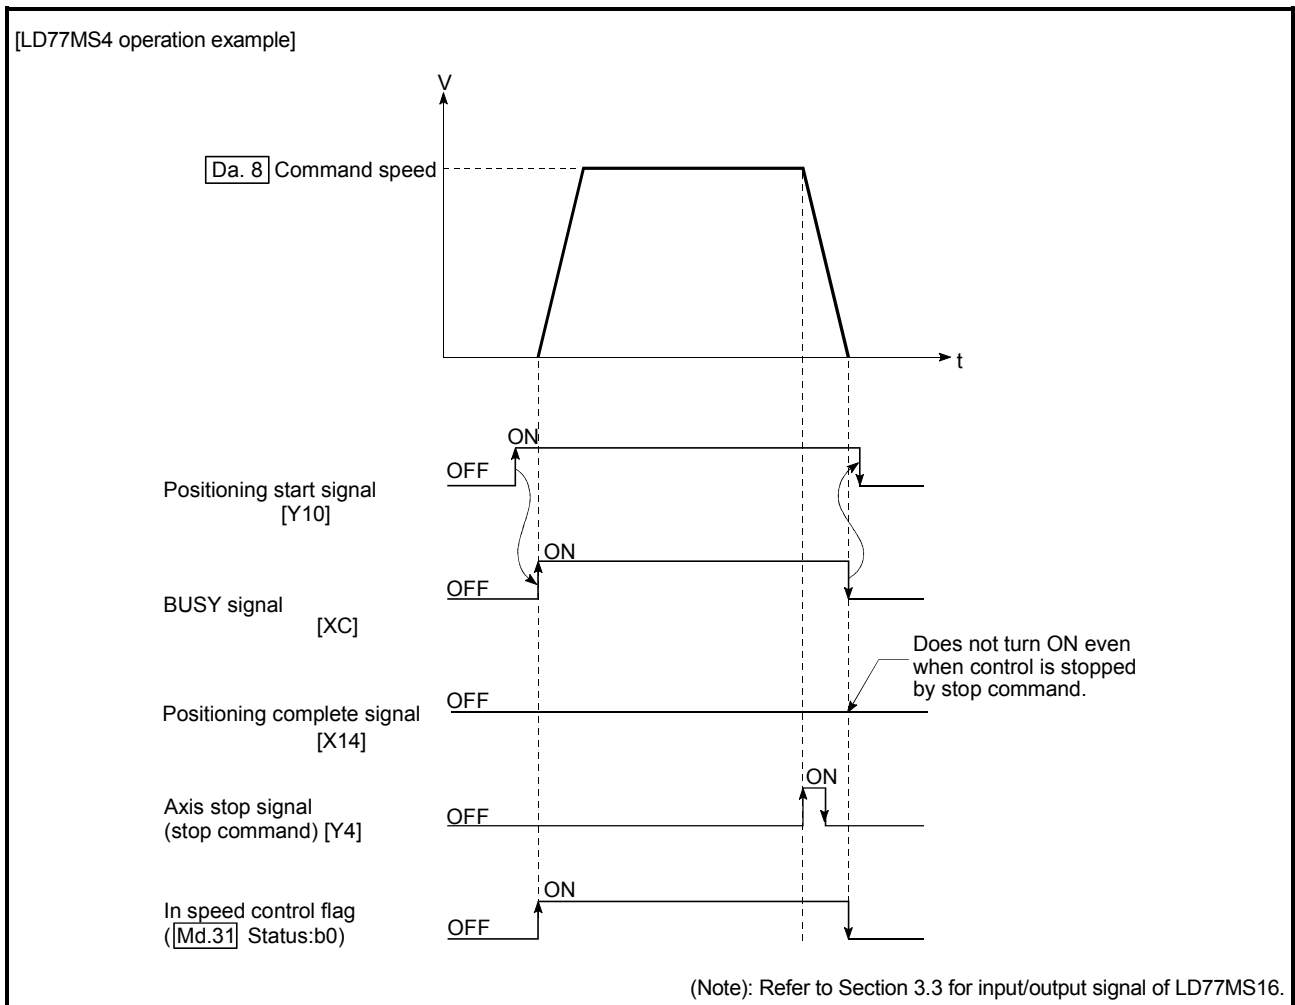 [LD77MS4 operation example]
V
Da. 8 Command speed
t
ON
OFF
Positioning start signal
[Y10]
ON
OFF
BUSY signal
[XC]
Does not turn ON even
when control is stopped
by stop command.
OFF
Positioning complete signal
[X14]
ON
Axis stop signal
OFF
(stop command) [Y4]
ON
In speed control flag
OFF
(Md.31 Status:b0)
(Note): Refer to Section 3.3 for input/output signal of LD77MS16.